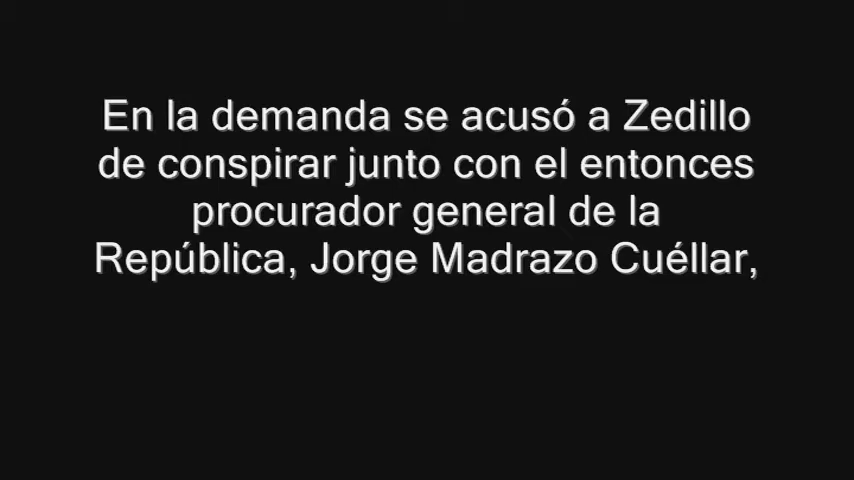 En la demanda se acusó a Zedillo
de conspirar junto con el entonces
procurador general de la
República, Jorge Madrazo Cuéllar,